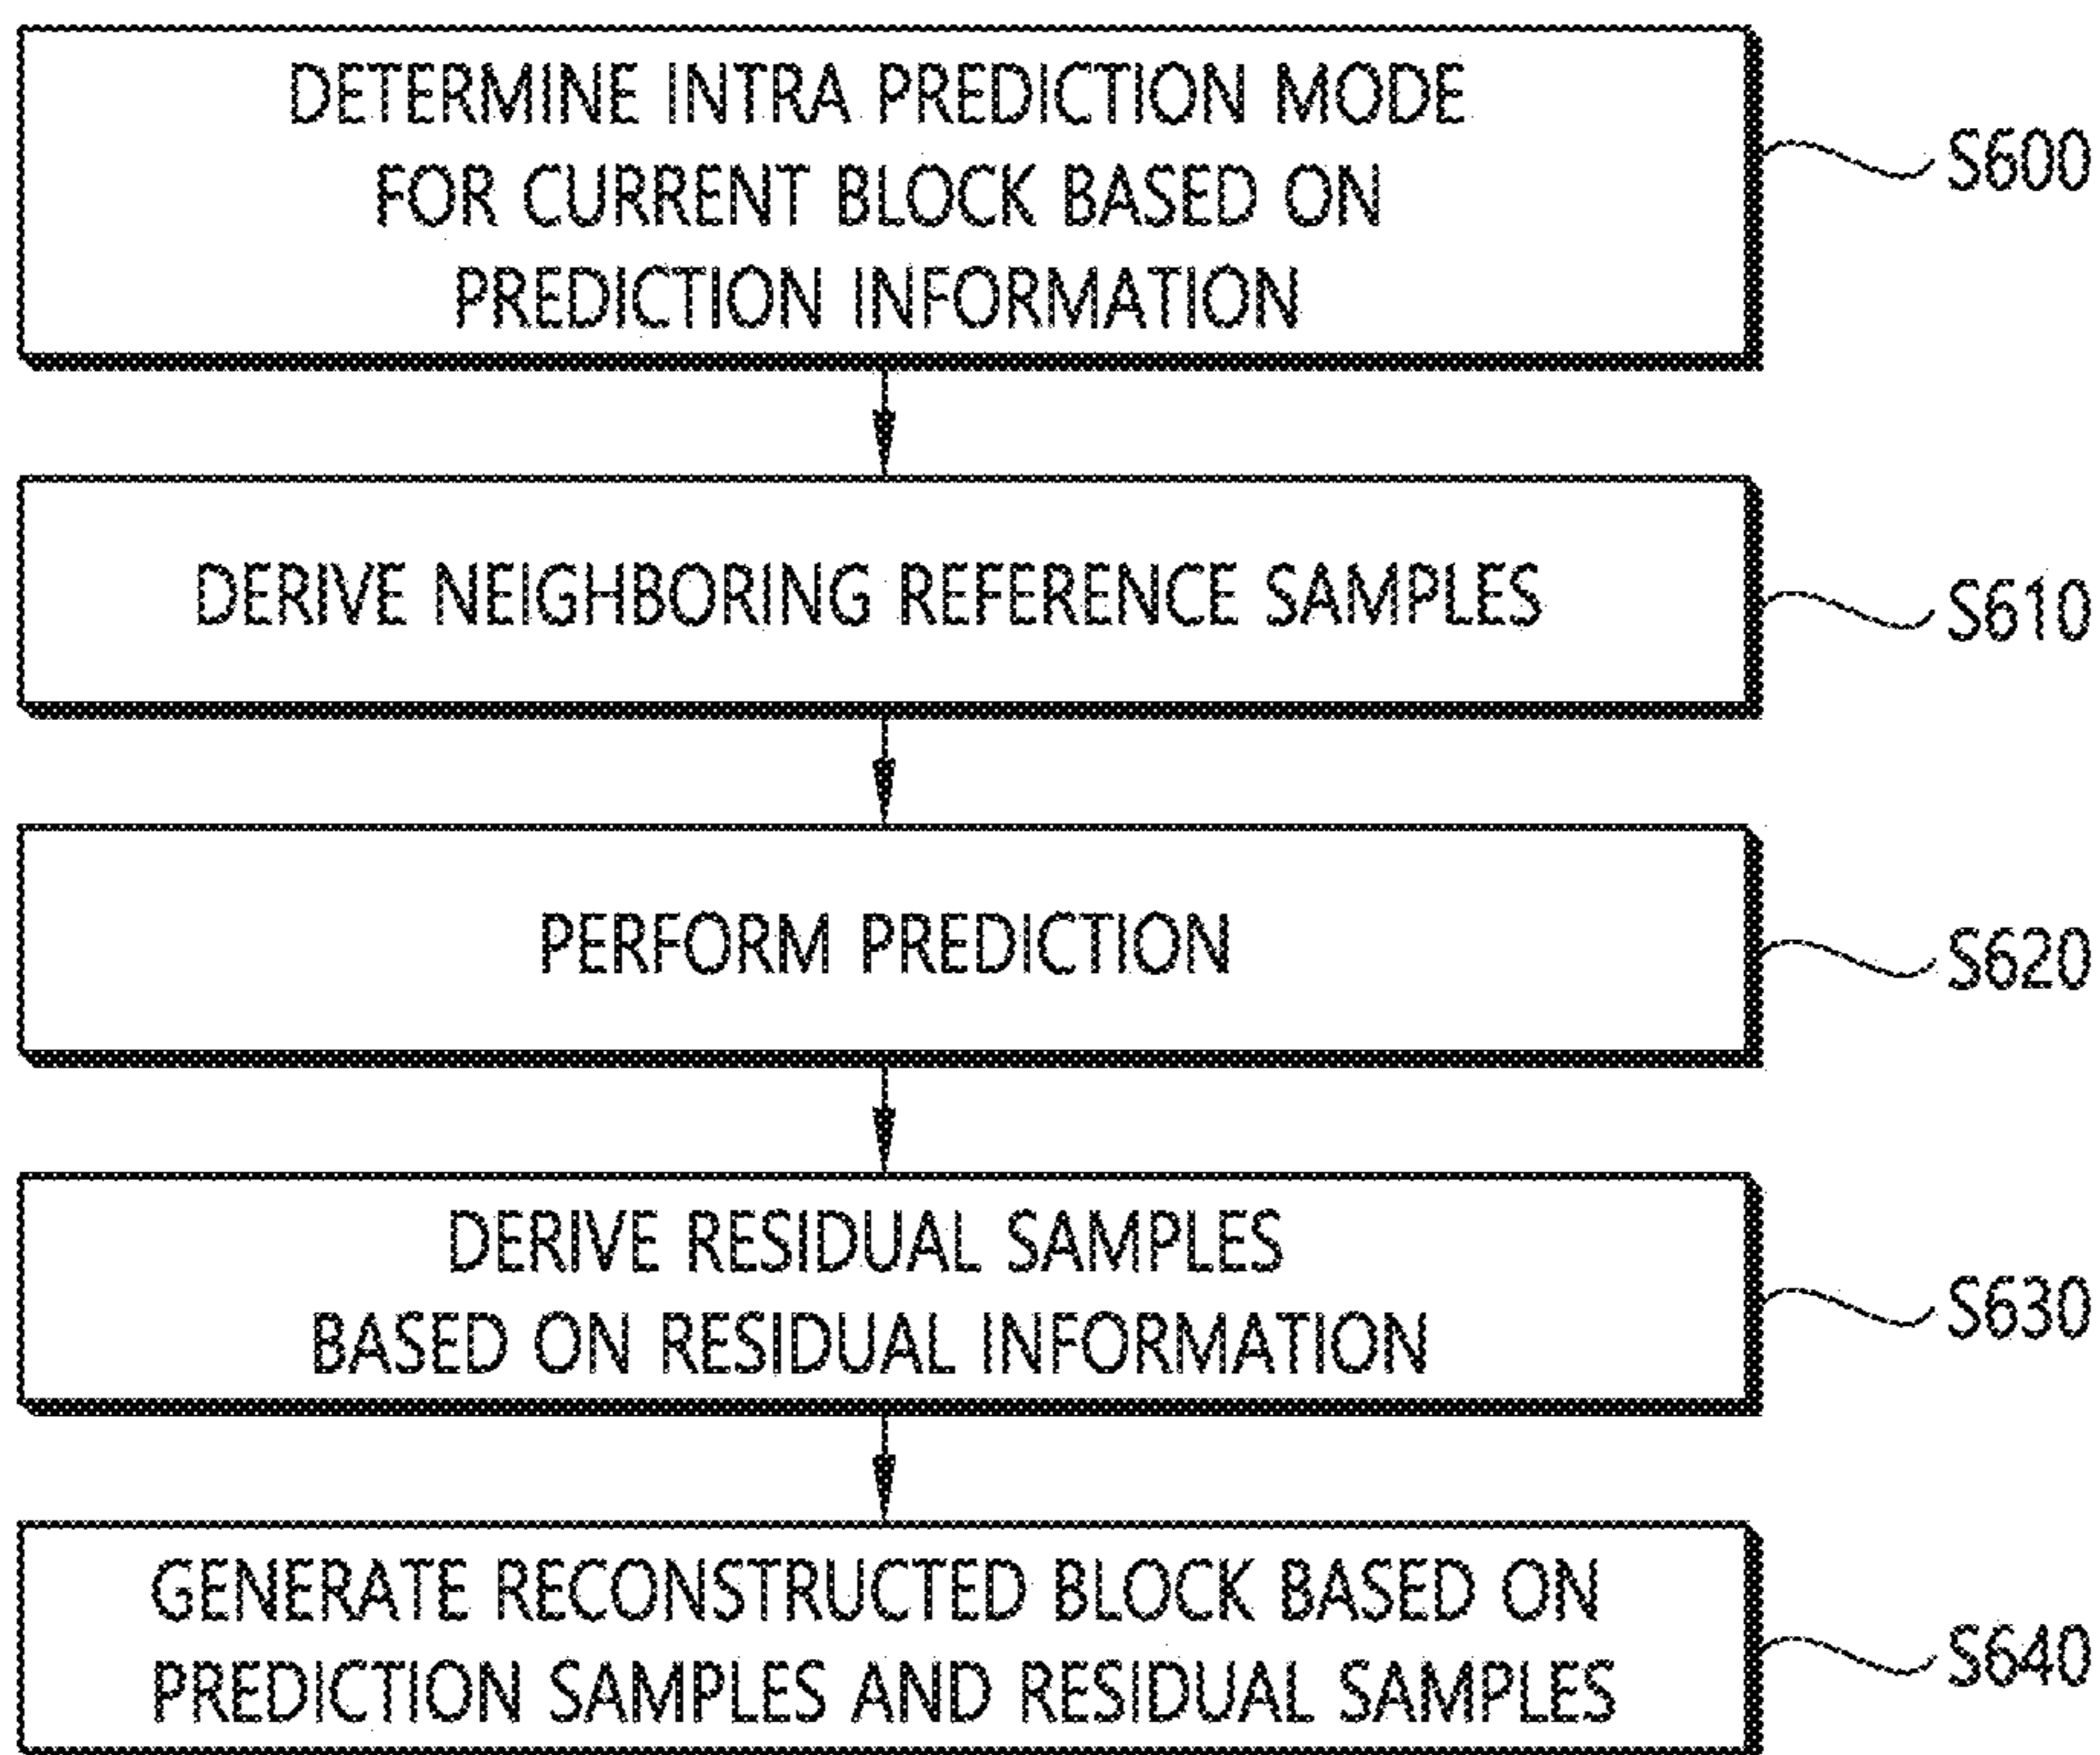 DETERMINE INTRA PREDICTION MODE
FOR CURRENT BLOCK BASED ON
PREDICTION INFORMATION
S600
DERIVE NEIGHBORING REFERENCE SAMPLES
S610
PERFORM PREDICTION
S620
DERIVE RESIDUAL SAMPLES
BASED ON RESIDUAL INFORMATION
S630
GENERATE RECONSTRUCTED BLOCK BASED ON
PREDICTION SAMPLES AND RESIDUAL SAMPLES
S640